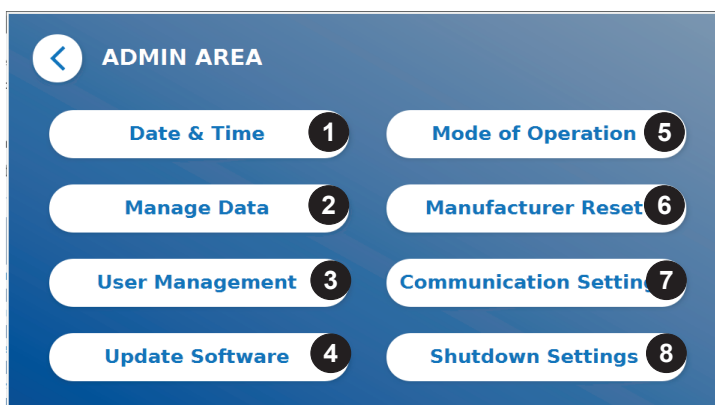 ADMIN AREA
Date & Time 1
Manage Data 2
User Management 3
Update Software 4
Mode of Operation 5
Manufacturer Reset 6
Communication Settin 7
Shutdown Settings 8